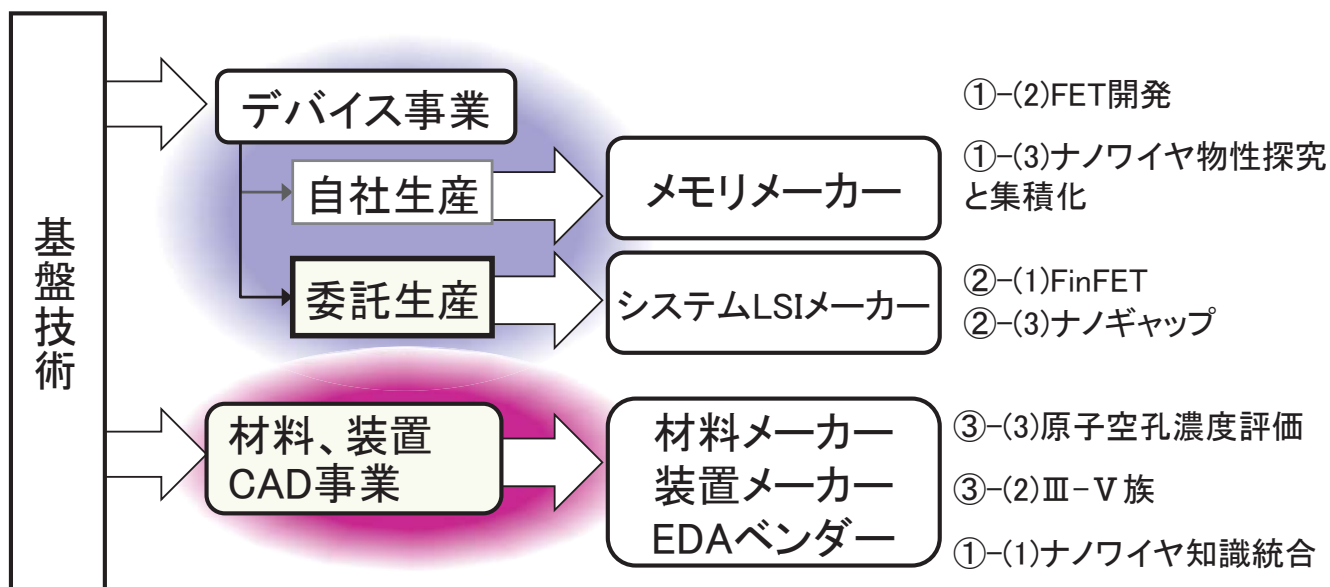 基盤技術
デバイス事業
自社生産
委託生産
メモリメーカー
システムLSIメーカー
①-(2)FET開発
①-(3)ナノワイヤ物性探究
と集積化
②-(1)FinFET
②-(3)ナノギャップ
材料、装置
CAD事業
材料メーカー
装置メーカー
EDAベンダー
③-(3)原子空孔濃度評価
③-(2)Ⅲ-Ⅴ族
①-(1)ナノワイヤ知識統合